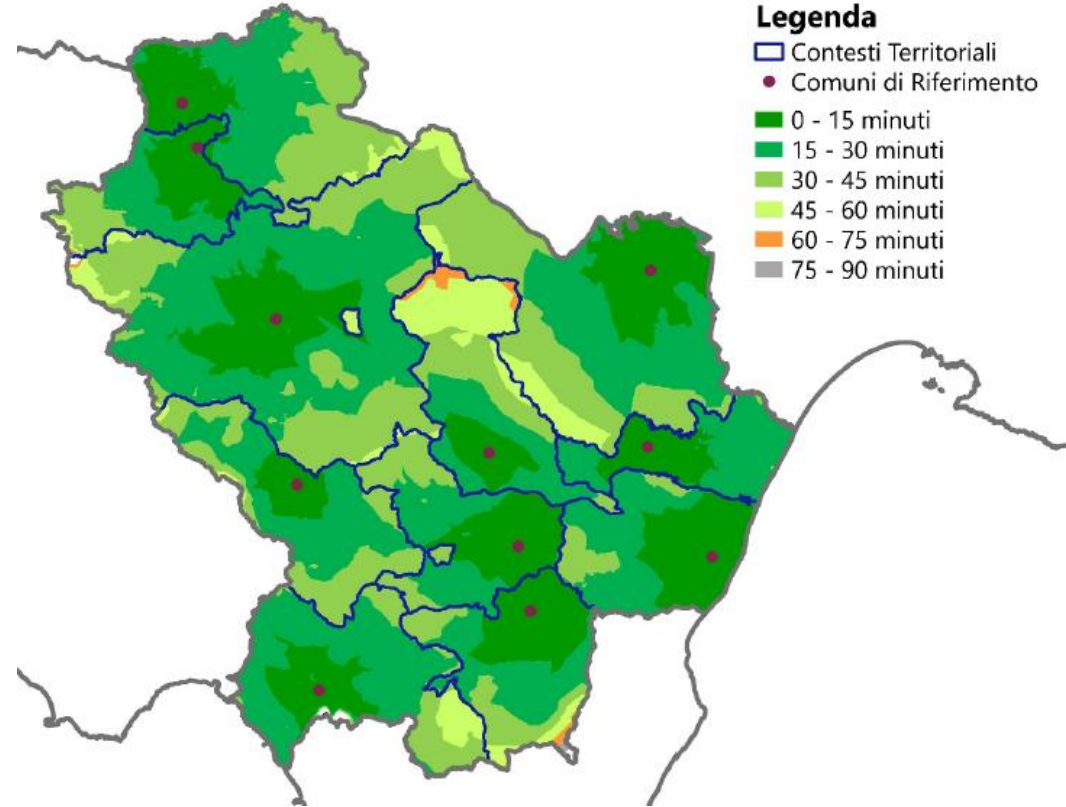 Legenda
Contesti Territoriali
Comuni di Riferimento
0 - 15 minuti
15 - 30 minuti
30 - 45 minuti
45 - 60 minuti
60 - 75 minuti
75 - 90 minuti